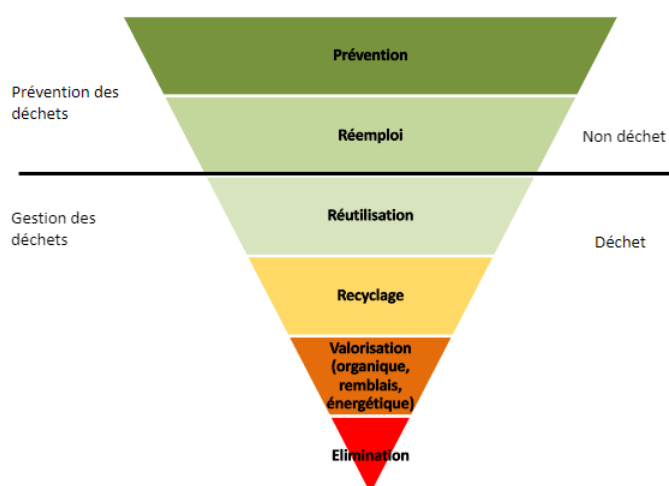 Prévention
Prévention des
déchets
Réemploi
Non déchet
Réutilisation
Gestion des
déchets
Déchet
Recyclage
Valorisation
(organique,
remblais,
énergétique)
Elimination